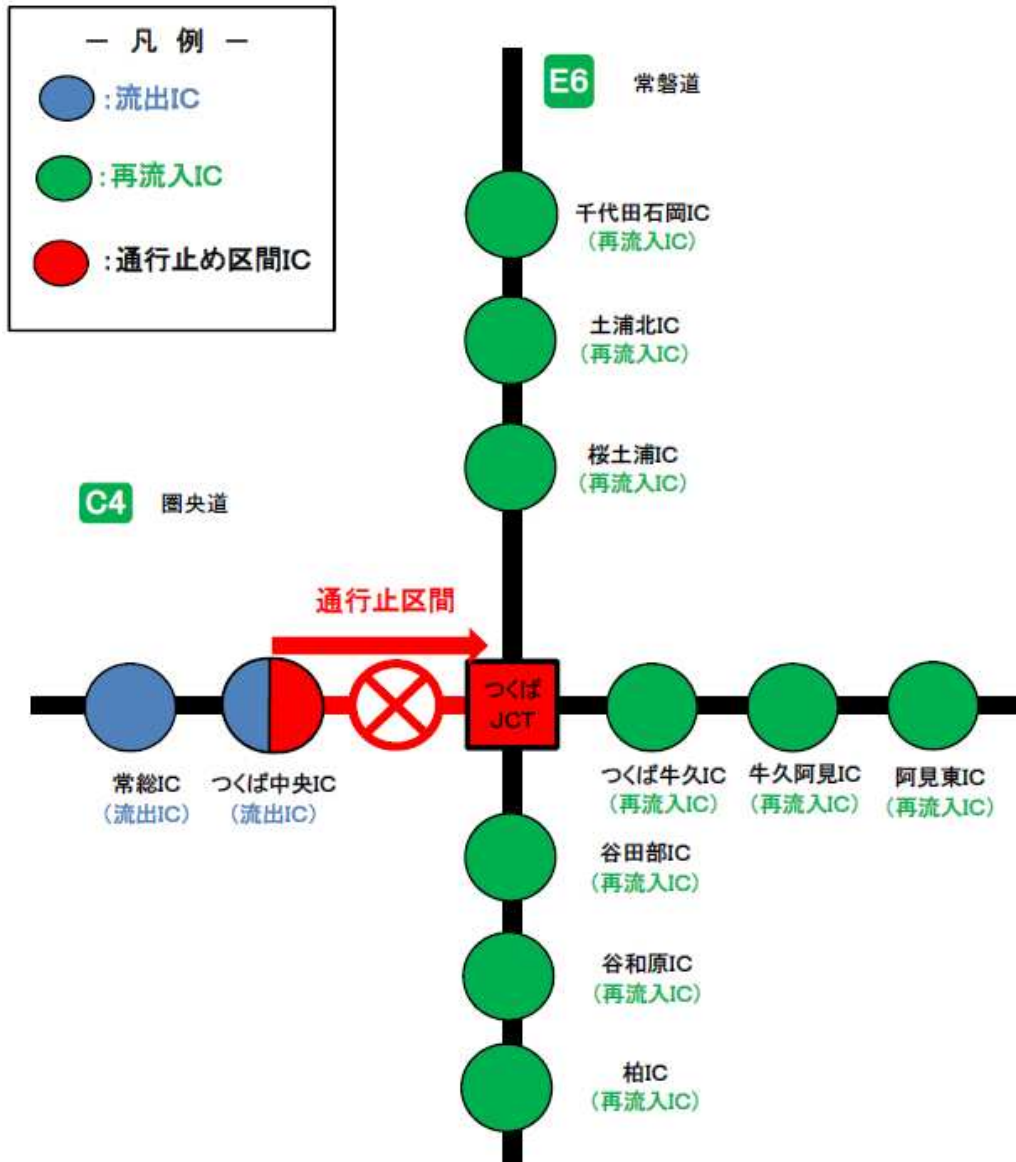 ― 凡 例 ―
:流出IC
:再流入IC
:通行止め区間IC
E6 常磐道
千代田石岡IC
(再流入IC)
土浦北IC
(再流入IC)
桜土浦IC
(再流入IC)
C4 圏央道
通行止区間
つくば
JCT
常総IC
(流出IC)
つくば中央IC
(流出IC)
つくば牛久IC
(再流入IC)
牛久阿見IC
(再流入IC)
阿見東IC
(再流入IC)
谷田部IC
(再流入IC)
谷和原IC
(再流入IC)
柏IC
(再流入IC)